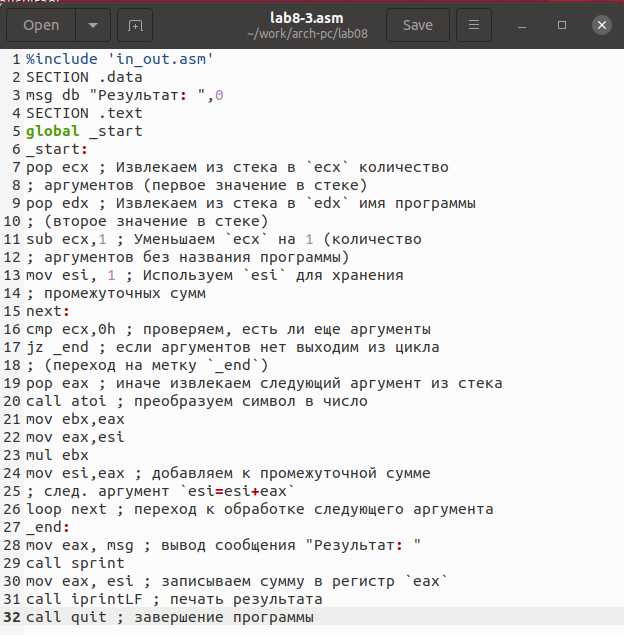 Open
lab8-3.asm
~/work/arch-pc/lab08
Save
1 %include 'in_out.asm'
2 SECTION .data
3 msg db "Результат: ",0
4 SECTION .text
5 global _start
6 _start:
7 pop ecx ; Извлекаем из стека в `ecx` количество
8 ; аргументов (первое значение в стеке)
9 pop edx ; Извлекаем из стека в `edx` имя программы
10 ; (второе значение в стеке)
11 sub ecx,1 ; Уменьшаем `ecx` на 1 (количество
12 ; аргументов без названия программы)
13 mov esi, 1 ; Используем `esi` для хранения
14 ; промежуточных сумм
15 next:
16 cmp ecx,0h ; проверяем, есть ли еще аргументы
17 jz _end ; если аргументов нет выходим из цикла
18 ; (переход на метку `_end`)
19 pop eax ; иначе извлекаем следующий аргумент из стека
20 call atoi ; преобразуем символ в число
21 mov ebx,eax
22 mov eax,esi
23 mul ebx
24 mov esi,eax ; добавляем к промежуточной сумме
25 ; след. аргумент `esi=esi+eax`
26 loop next ; переход к обработке следующего аргумента
27 _end:
28 mov eax, msg ; вывод сообщения "Результат: "
29 call sprint
30 mov eax, esi ; записываем сумму в регистр `eax`
31 call iprintLF ; печать результата
32 call quit ; завершение программы